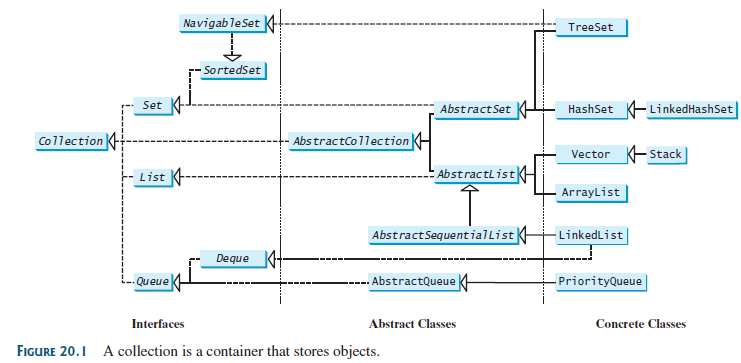 NavigableSet TreeSet
SortedSet
Set AbstractSet HashSet LinkedHashSet
Collection AbstractCollection Vector Stack
List AbstractList
ArrayList
AbstractSequentialList LinkedList
Deque
Queue AbstractQueue PriorityQueue
Interfaces Abstract Classes Concrete Classes
FIGURE 20.1 A collection is a container that stores objects.